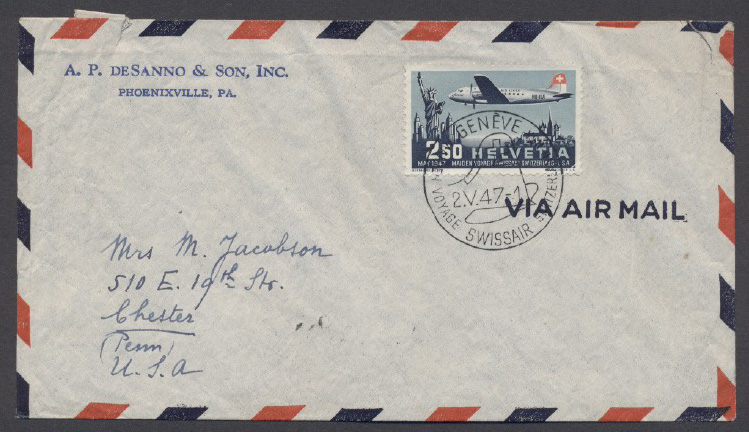 A. P. DESANNO & SON, INC.
PHOENIXVILLE, PA.
GENÈVE
2.50 HELVETIA
MAI 1947 MAIDEN VOYAGE SWISSAIR SWITZERLAND-U.S.A.
2.V.47-1
VOYAGE SWISSAIR
VIA AIR MAIL
Mrs M. Jacobson
510 E. 19th Str.
Chester
(Penn)
U.S.A